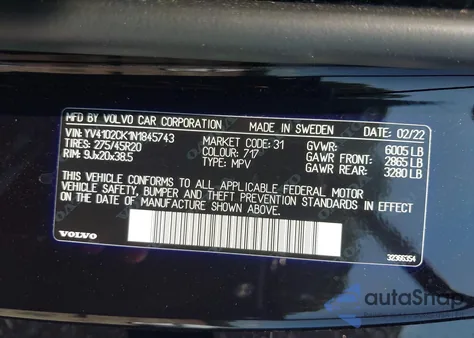 MFD BY VOLVO CAR CORPORATION MADE IN SWEDEN DATE: 02/22
VIN: YV4102CK1N1845743 MARKET CODE: 31 GVWR: 6005 LB
TIRES: 275/45R20 COLOUR: 717 GAWR FRONT: 2865 LB
RIM: 9Jx20x38.5 TYPE: MPV GAWR REAR: 3280 LB
THIS VEHICLE CONFORMS TO ALL APPLICABLE FEDERAL MOTOR
VEHICLE SAFETY, BUMPER AND THEFT PREVENTION STANDARDS IN EFFECT
ON THE DATE OF MANUFACTURE SHOWN ABOVE.
VOLVO 32366354
autoSnap